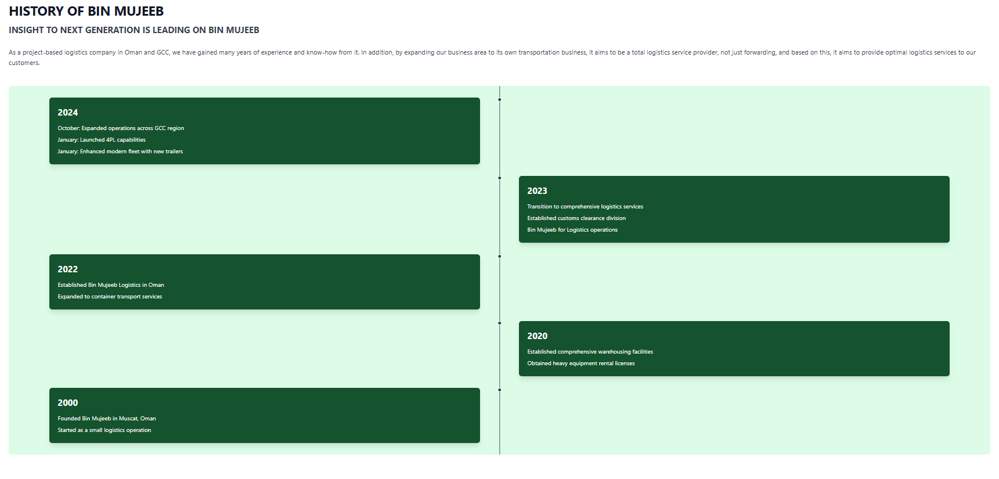 HISTORY OF BIN MUJEEB
INSIGHT TO NEXT GENERATION IS LEADING ON BIN MUJEEB
As a project-based logistics company in Oman and GCC, we have gained many years of experience and know-how from it. In addition, by expanding our business area to its own transportation business, it aims to be a total logistics service provider, not just forwarding, and based on this, it aims to provide optimal logistics services to our
customers.
2024
October: Expanded operations across GCC region
January: Launched 4PL capabilities
January: Enhanced modern fleet with new trailers
2023
Transition to comprehensive logistics services
Established customs clearance division
Bin Mujeeb for Logistics operations
2022
Established Bin Mujeeb Logistics in Oman
Expanded to container transport services
2020
Established comprehensive warehousing facilities
Obtained heavy equipment rental licenses
2000
Founded Bin Mujeeb in Muscat, Oman
Started as a small logistics operation